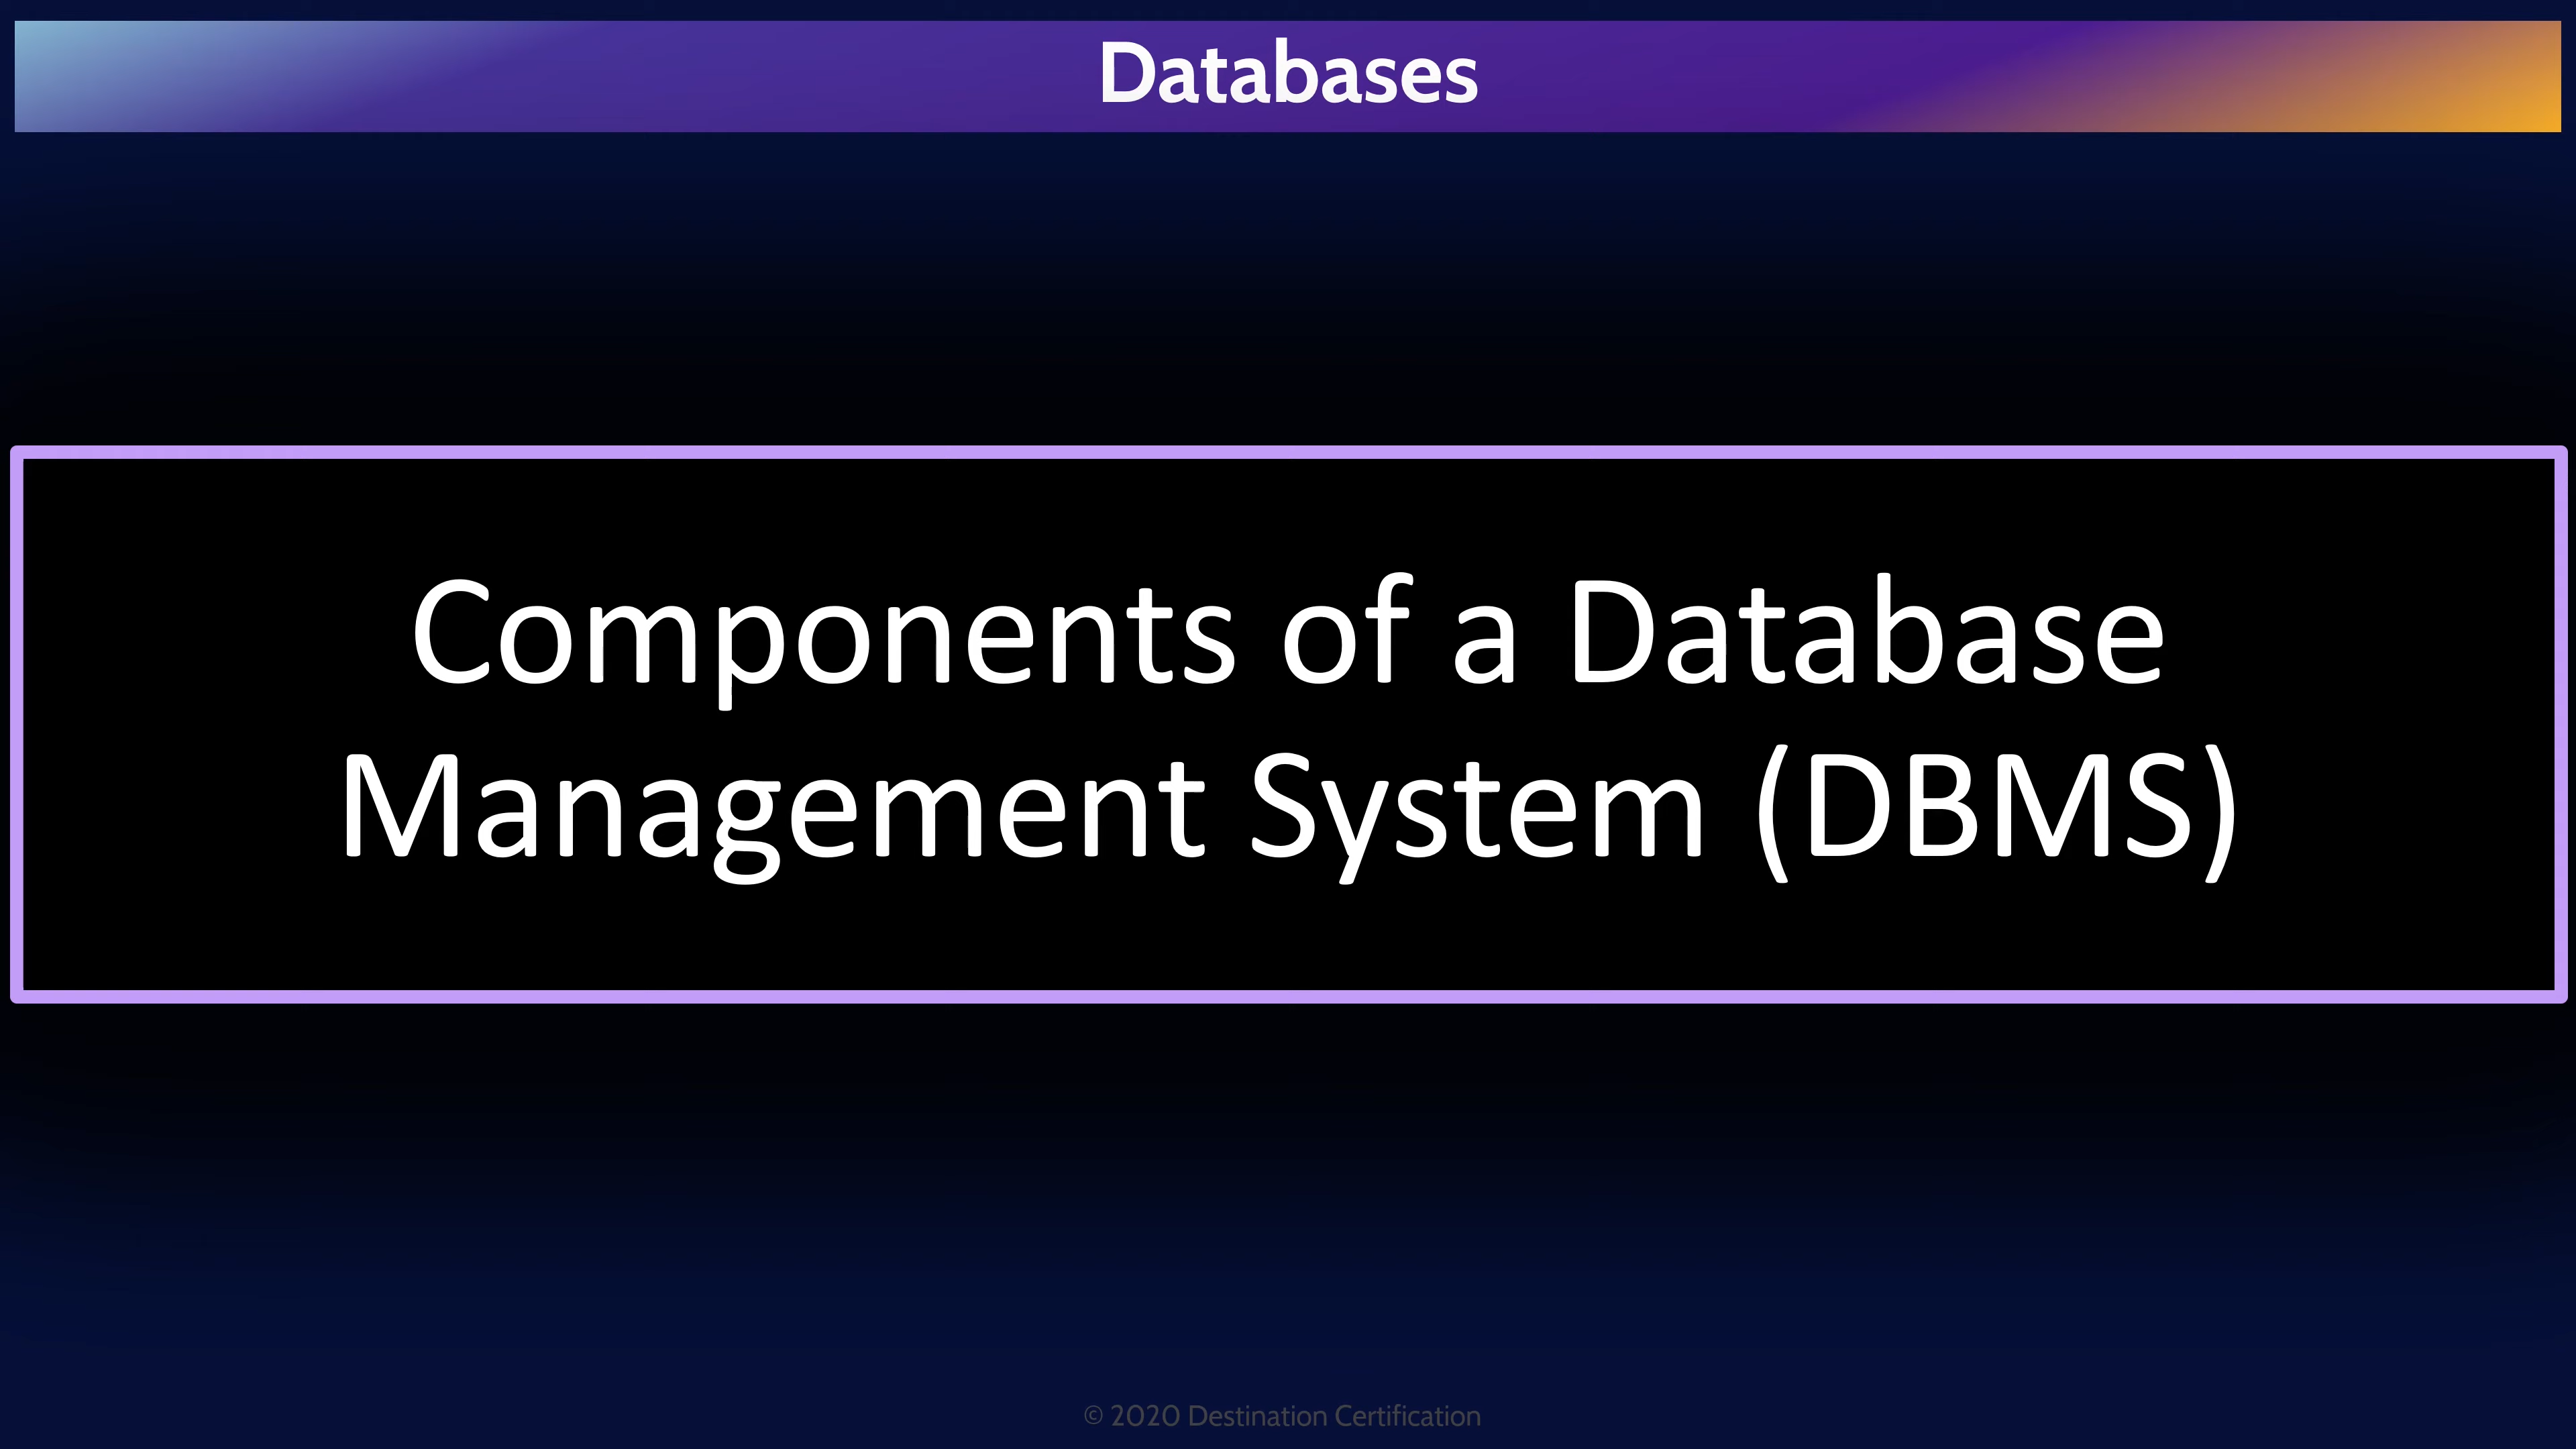 Databases
Components of a Database
Management System (DBMS)
© 2020 Destination Certification